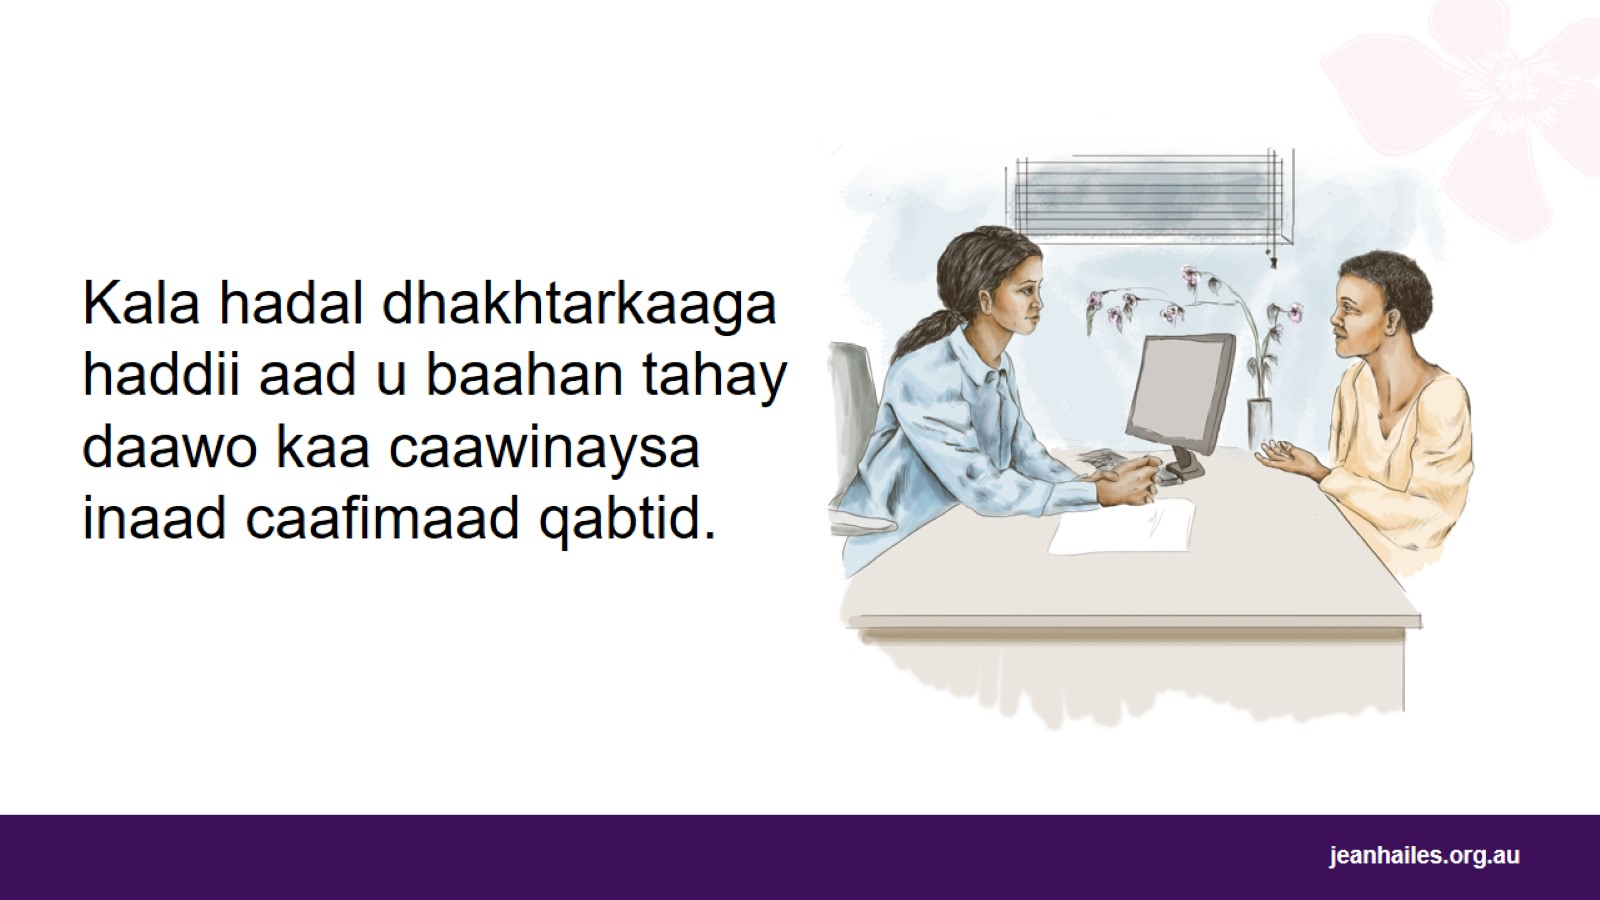 Kala hadal dhakhtarkaaga
haddii aad u baahan tahay
daawo kaa caawinaysa
inaad caafimaad qabtid.
jeanhailes.org.au